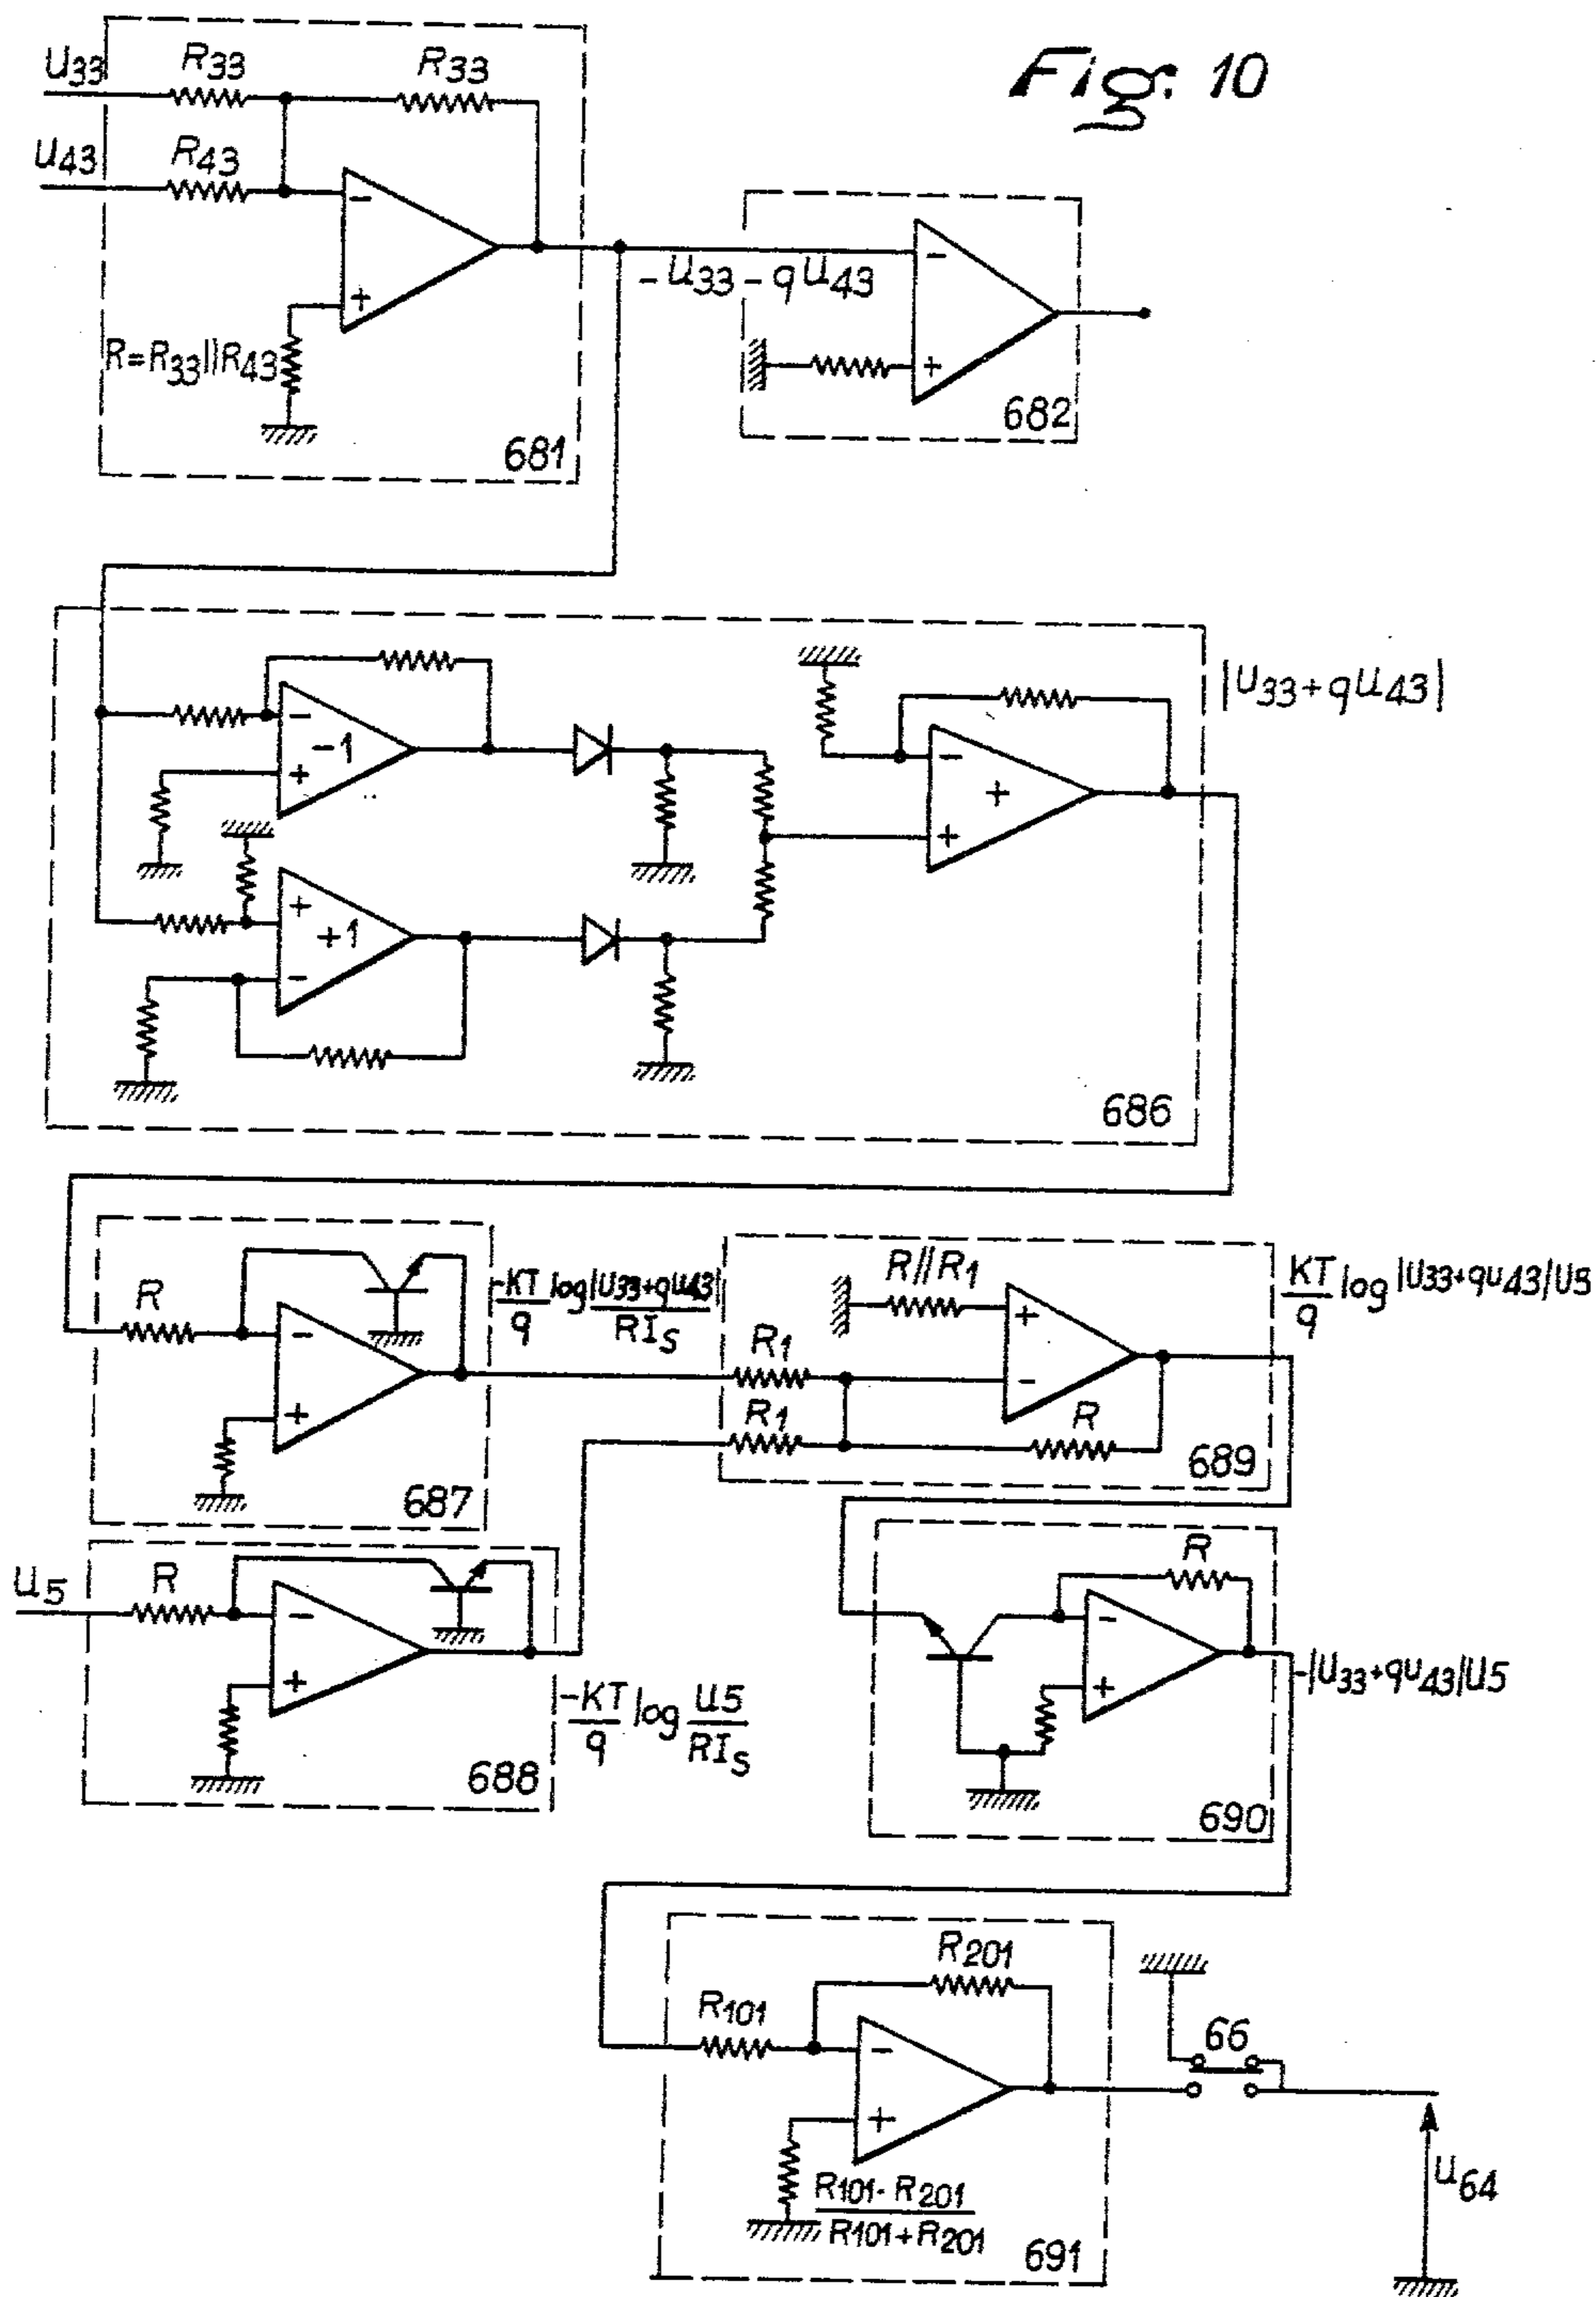 Fig. 10
U33
R33
R33
U43
R43
−
+
R=R33||R43
681
-U33-qU43
−
+
682
−
-1
+
+
+1
−
−
+
+
|U33+qU43|
686
R
−
+
687
-KT/q log |U33+qU43|/RIS
R//R1
R1
R1
+
−
R
689
KT/q log |U33+qU43|U5
U5
R
−
+
688
-KT/q log U5/RIS
R
−
+
690
-|U33+qU43|U5
R101
R201
−
+
R101·R201
R101+R201
691
66
U64